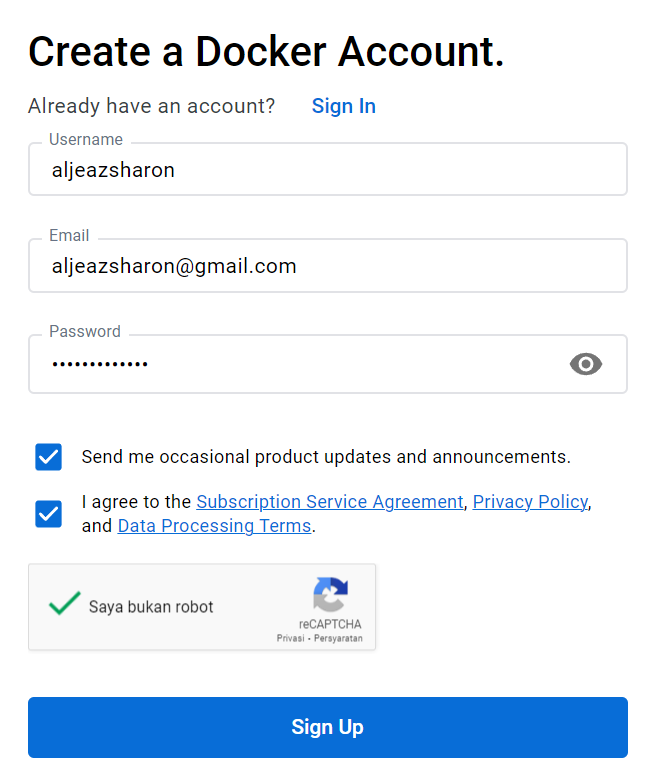 Create a Docker Account.
Already have an account? Sign In
Username
aljeazsharon
Email
aljeazsharon@gmail.com
Password
•••••••••••••
Send me occasional product updates and announcements.
I agree to the Subscription Service Agreement, Privacy Policy,
and Data Processing Terms.
Saya bukan robot
reCAPTCHA
Privasi • Persyaratan
Sign Up